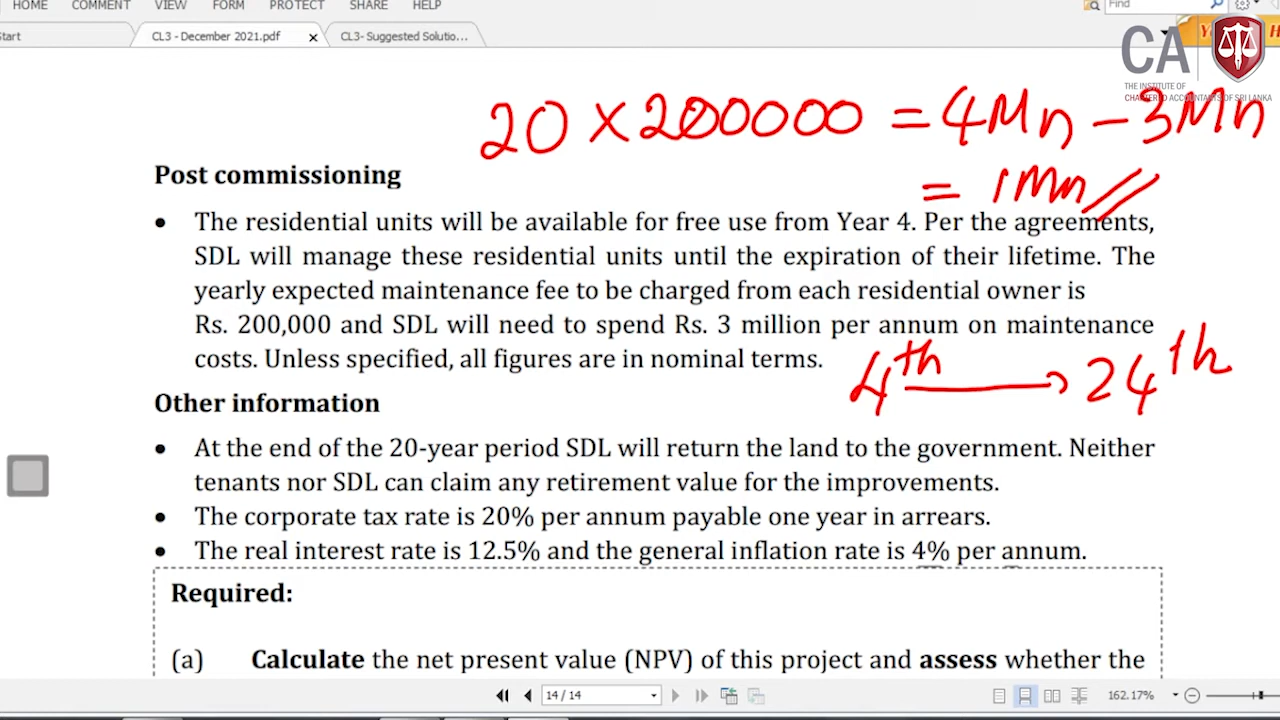 HOME COMMENT VIEW FORM PROTECT SHARE HELP
Find
Start CL3 - December 2021.pdf x CL3- Suggested Solutio...
CA
THE INSTITUTE OF
CHARTERED ACCOUNTANTS OF SRI LANKA
20 × 200000 = 4Mn - 3Mn
= 1Mn //
Post commissioning
• The residential units will be available for free use from Year 4. Per the agreements,
SDL will manage these residential units until the expiration of their lifetime. The
yearly expected maintenance fee to be charged from each residential owner is
Rs. 200,000 and SDL will need to spend Rs. 3 million per annum on maintenance
costs. Unless specified, all figures are in nominal terms.
4th → 24th
Other information
• At the end of the 20-year period SDL will return the land to the government. Neither
tenants nor SDL can claim any retirement value for the improvements.
• The corporate tax rate is 20% per annum payable one year in arrears.
• The real interest rate is 12.5% and the general inflation rate is 4% per annum.
Required:
(a) Calculate the net present value (NPV) of this project and assess whether the
14 / 14
162.17%